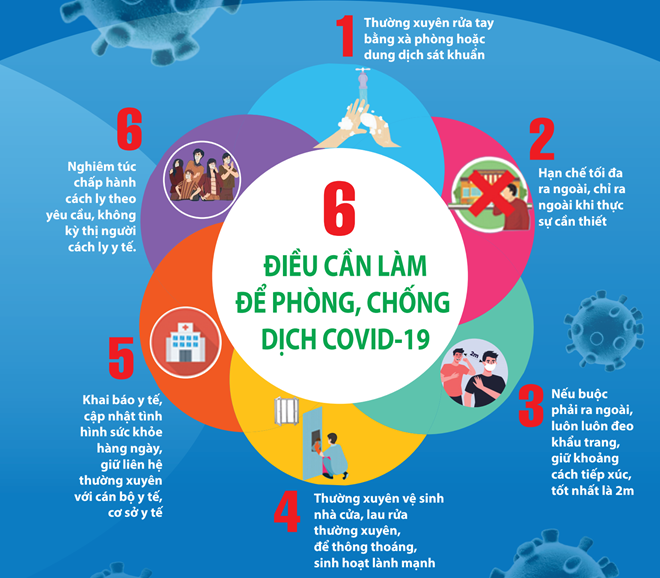 6
ĐIỀU CẦN LÀM
ĐỂ PHÒNG, CHỐNG
DỊCH COVID-19
1
Thường xuyên rửa tay
bằng xà phòng hoặc
dung dịch sát khuẩn
2
Hạn chế tối đa
ra ngoài, chỉ ra
ngoài khi thực
sự cần thiết
2m
3
Nếu buộc
phải ra ngoài,
luôn luôn đeo
khẩu trang,
giữ khoảng
cách tiếp xúc,
tốt nhất là 2m
4
Thường xuyên vệ sinh
nhà cửa, lau rửa
thường xuyên,
để thông thoáng,
sinh hoạt lành mạnh
5
Khai báo y tế,
cập nhật tình
hình sức khỏe
hàng ngày,
giữ liên hệ
thường xuyên
với cán bộ y tế,
cơ sở y tế
6
Nghiêm túc
chấp hành
cách ly theo
yêu cầu, không
kỳ thị người
cách ly y tế.